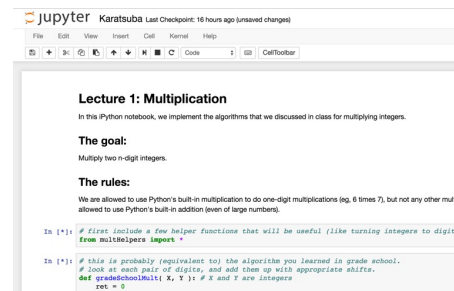 jupyter Karatsuba Last Checkpoint: 16 hours ago (unsaved changes)
File Edit View Insert Cell Kernel Help
Code CellToolbar
Lecture 1: Multiplication
In this iPython notebook, we implement the algorithms that we discussed in class for multiplying integers.
The goal:
Multiply two n-digit integers.
The rules:
We are allowed to use Python's built-in multiplication to do one-digit multiplications (eg, 6 times 7), but not any other mul
allowed to use Python's built-in addition (even of large numbers).
In [*]: # first include a few helper functions that will be useful (like turning integers to digit
from multHelpers import *
In [*]: # this is probably (equivalent to) the algorithm you learned in grade school.
# look at each pair of digits, and add them up with appropriate shifts.
def gradeSchoolMult( X, Y ): # X and Y are integers
ret = 0